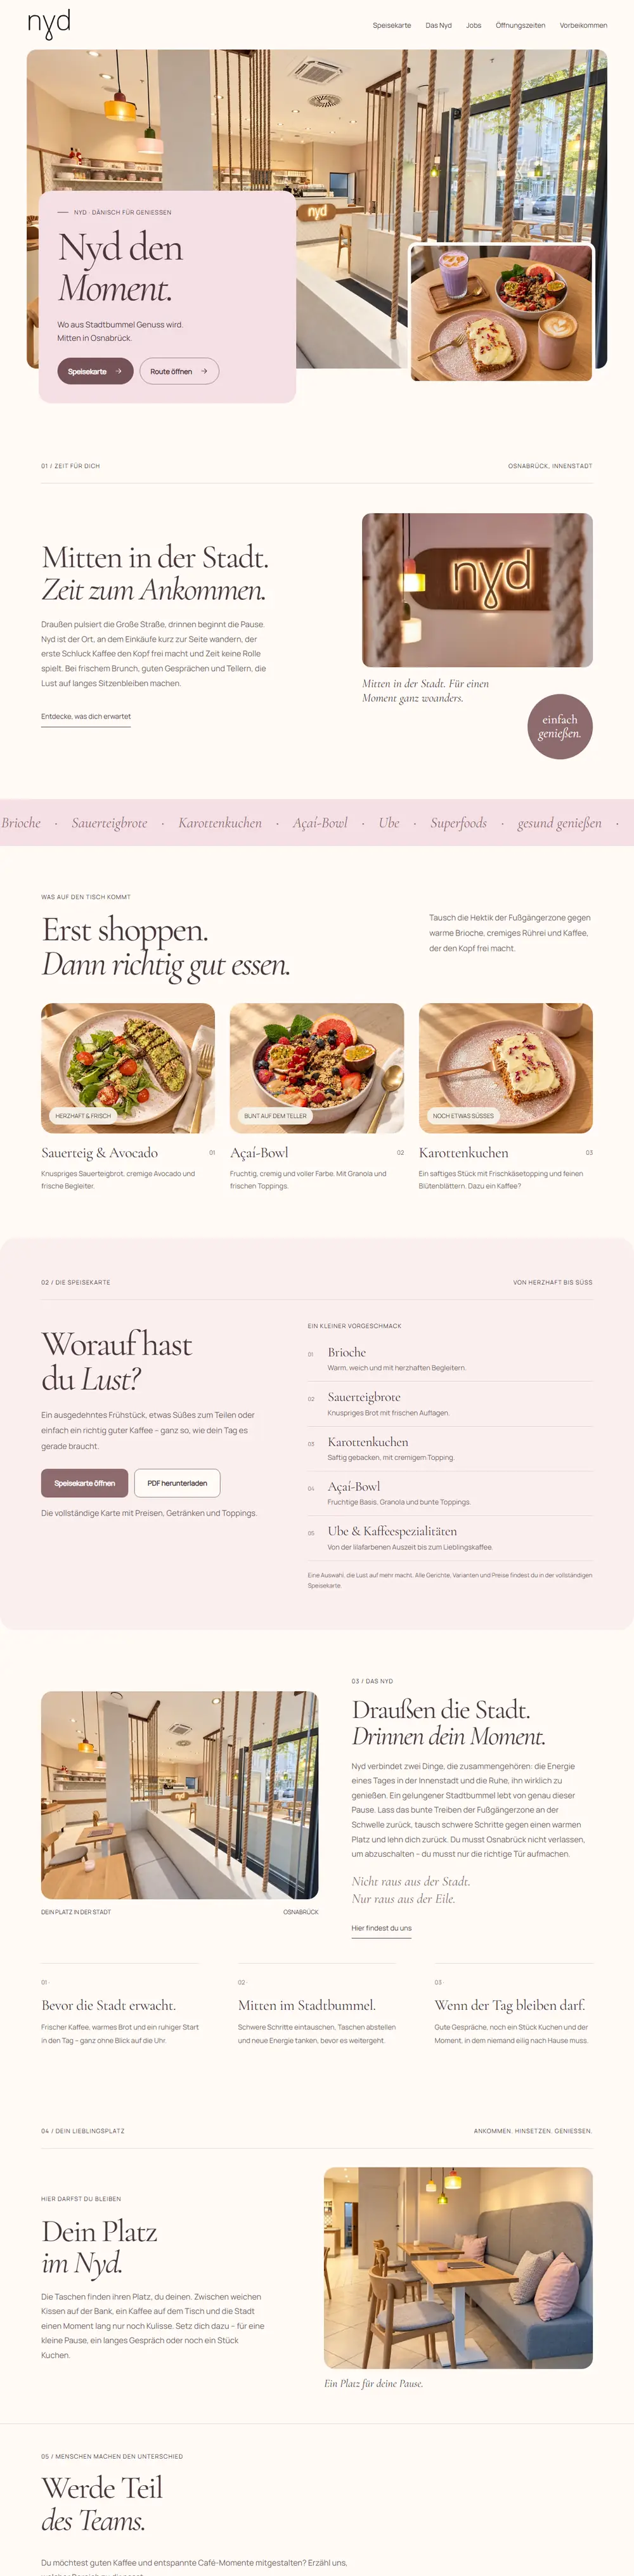 nyd
Speisekarte Das Nyd Jobs Öffnungszeiten Vorbeikommen
nyd
NYD · DÄNISCH FÜR GENIESSEN
Nyd den
Moment.
Wo aus Stadtbummel Genuss wird.
Mitten in Osnabrück.
Speisekarte → Route öffnen →
01 / ZEIT FÜR DICH
OSNABRÜCK, INNENSTADT
Mitten in der Stadt.
Zeit zum Ankommen.
Draußen pulsiert die Große Straße, drinnen beginnt die Pause.
Nyd ist der Ort, an dem Einkäufe kurz zur Seite wandern, der
erste Schluck Kaffee den Kopf frei macht und Zeit keine Rolle
spielt. Bei frischem Brunch, guten Gesprächen und Tellern, die
Lust auf langes Sitzenbleiben machen.
Entdecke, was dich erwartet
nyd
Mitten in der Stadt. Für einen
Moment ganz woanders.
einfach
genießen.
Brioche · Sauerteigbrote · Karottenkuchen · Açaí-Bowl · Ube · Superfoods · gesund genießen ·
WAS AUF DEN TISCH KOMMT
Erst shoppen.
Dann richtig gut essen.
Tausch die Hektik der Fußgängerzone gegen
warme Brioche, cremiges Rührei und Kaffee,
der den Kopf frei macht.
HERZHAFT & FRISCH
Sauerteig & Avocado
01
Knuspriges Sauerteigbrot, cremige Avocado und
frische Begleiter.
BUNT AUF DEM TELLER
Açaí-Bowl
02
Fruchtig, cremig und voller Farbe. Mit Granola und
frischen Toppings.
NOCH ETWAS SÜSSES
Karottenkuchen
03
Ein saftiges Stück mit Frischkäsetopping und feinen
Blütenblättern. Dazu ein Kaffee?
02 / DIE SPEISEKARTE
VON HERZHAFT BIS SÜSS
Worauf hast
du Lust?
Ein ausgedehntes Frühstück, etwas Süßes zum Teilen oder
einfach ein richtig guter Kaffee – ganz so, wie dein Tag es
gerade braucht.
Speisekarte öffnen
PDF herunterladen
Die vollständige Karte mit Preisen, Getränken und Toppings.
EIN KLEINER VORGESCHMACK
01 Brioche
Warm, weich und mit herzhaften Begleitern.
02 Sauerteigbrote
Knuspriges Brot mit frischen Auflagen.
03 Karottenkuchen
Saftig gebacken, mit cremigem Topping.
04 Açaí-Bowl
Fruchtige Basis, Granola und bunte Toppings.
05 Ube & Kaffeespezialitäten
Von der lilafarbenen Auszeit bis zum Lieblingskaffee.
Eine Auswahl, die Lust auf mehr macht. Alle Gerichte, Varianten und Preise findest du in der vollständigen
Speisekarte.
03 / DAS NYD
Draußen die Stadt.
Drinnen dein Moment.
Nyd verbindet zwei Dinge, die zusammengehören: die Energie
eines Tages in der Innenstadt und die Ruhe, ihn wirklich zu
genießen. Ein gelungener Stadtbummel lebt von genau dieser
Pause. Lass das bunte Treiben der Fußgängerzone an der
Schwelle zurück, tausch schwere Schritte gegen einen warmen
Platz und lehn dich zurück. Du musst Osnabrück nicht verlassen,
um abzuschalten – du musst nur die richtige Tür aufmachen.
Nicht raus aus der Stadt.
Nur raus aus der Eile.
Hier findest du uns
nyd
DEIN PLATZ IN DER STADT
OSNABRÜCK
01
Bevor die Stadt erwacht.
Frischer Kaffee, warmes Brot und ein ruhiger Start
in den Tag – ganz ohne Blick auf die Uhr.
02
Mitten im Stadtbummel.
Schwere Schritte eintauschen, Taschen abstellen
und neue Energie tanken, bevor es weitergeht.
03
Wenn der Tag bleiben darf.
Gute Gespräche, noch ein Stück Kuchen und der
Moment, in dem niemand eilig nach Hause muss.
04 / DEIN LIEBLINGSPLATZ
ANKOMMEN. HINSETZEN. GENIESSEN.
HIER DARFST DU BLEIBEN
Dein Platz
im Nyd.
Die Taschen finden ihren Platz, du deinen. Zwischen weichen
Kissen auf der Bank, ein Kaffee auf dem Tisch und die Stadt
einen Moment lang nur noch Kulisse. Setz dich dazu – für eine
kleine Pause, ein langes Gespräch oder noch ein Stück
Kuchen.
Ein Platz für deine Pause.
05 / MENSCHEN MACHEN DEN UNTERSCHIED
Werde Teil
des Teams.
Du möchtest guten Kaffee und entspannte Café-Momente mitgestalten? Erzähl uns,